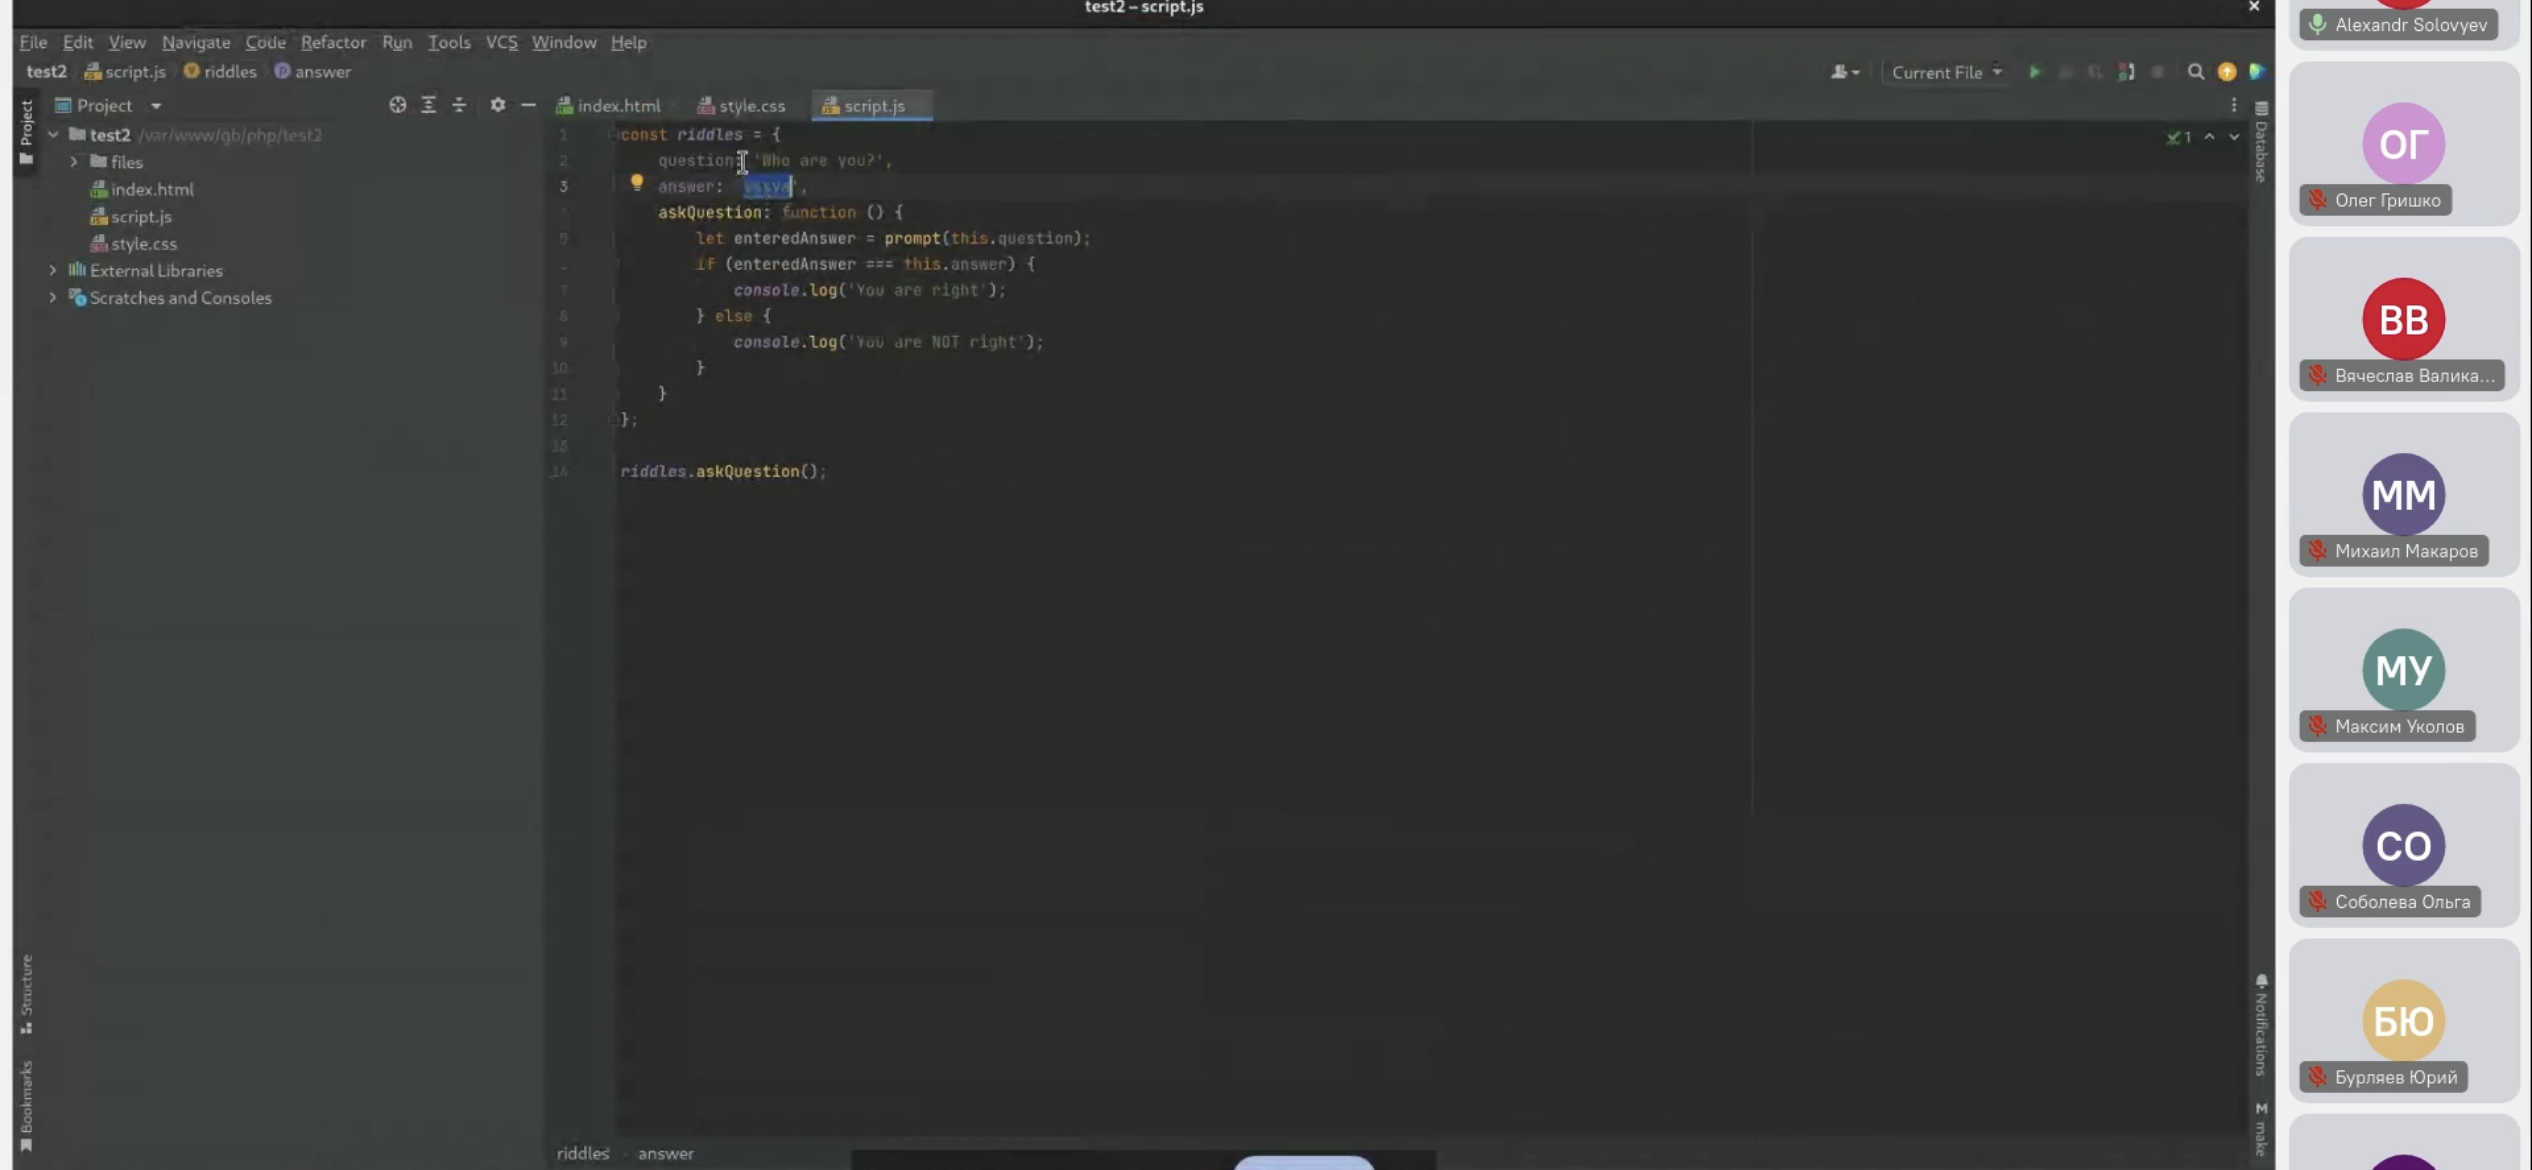 test2 – script.js
File Edit View Navigate Code Refactor Run Tools VCS Window Help
test2 script.js riddles answer
Current File
Project
index.html style.css script.js
Project
test2 /var/www/gb/php/test2
files
index.html
script.js
style.css
External Libraries
Scratches and Consoles
1 const riddles = {
2 question: 'Who are you?',
3 answer: ',
askQuestion: function () {
5 let enteredAnswer = prompt(this.question);
if (enteredAnswer === this.answer) {
7 console.log('You are right');
8 } else {
9 console.log('You are NOT right');
10 }
11 }
12 };
13
14 riddles.askQuestion();
1
Database
Structure
Bookmarks
Notifications
make
riddles answer
Alexandr Solovyev
ОГ
Олег Гришко
ВВ
Вячеслав Валика...
ММ
Михаил Макаров
МУ
Максим Уколов
СО
Соболева Ольга
БЮ
Бурляев Юрий